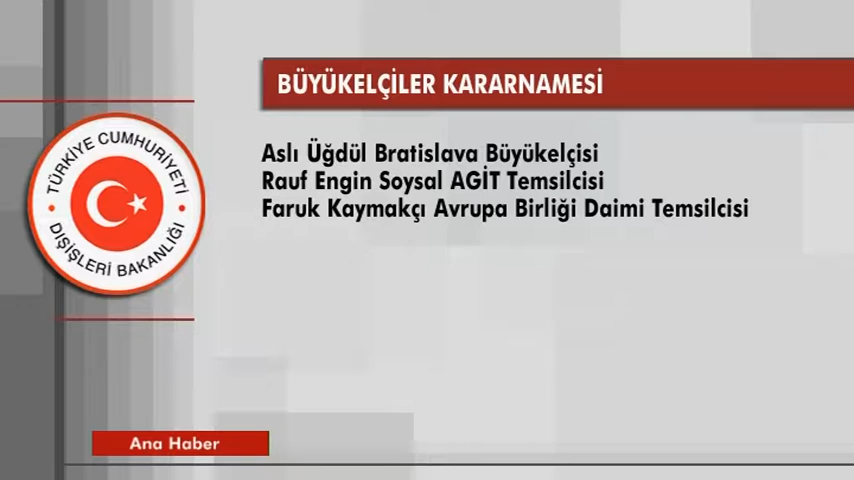 BÜYÜKELÇİLER KARARNAMESİ
TÜRKİYE CUMHURİYETİ
DIŞİŞLERİ BAKANLIĞI
Aslı Üğdül Bratislava Büyükelçisi
Rauf Engin Soysal AGİT Temsilcisi
Faruk Kaymakçı Avrupa Birliği Daimi Temsilcisi
Ana Haber